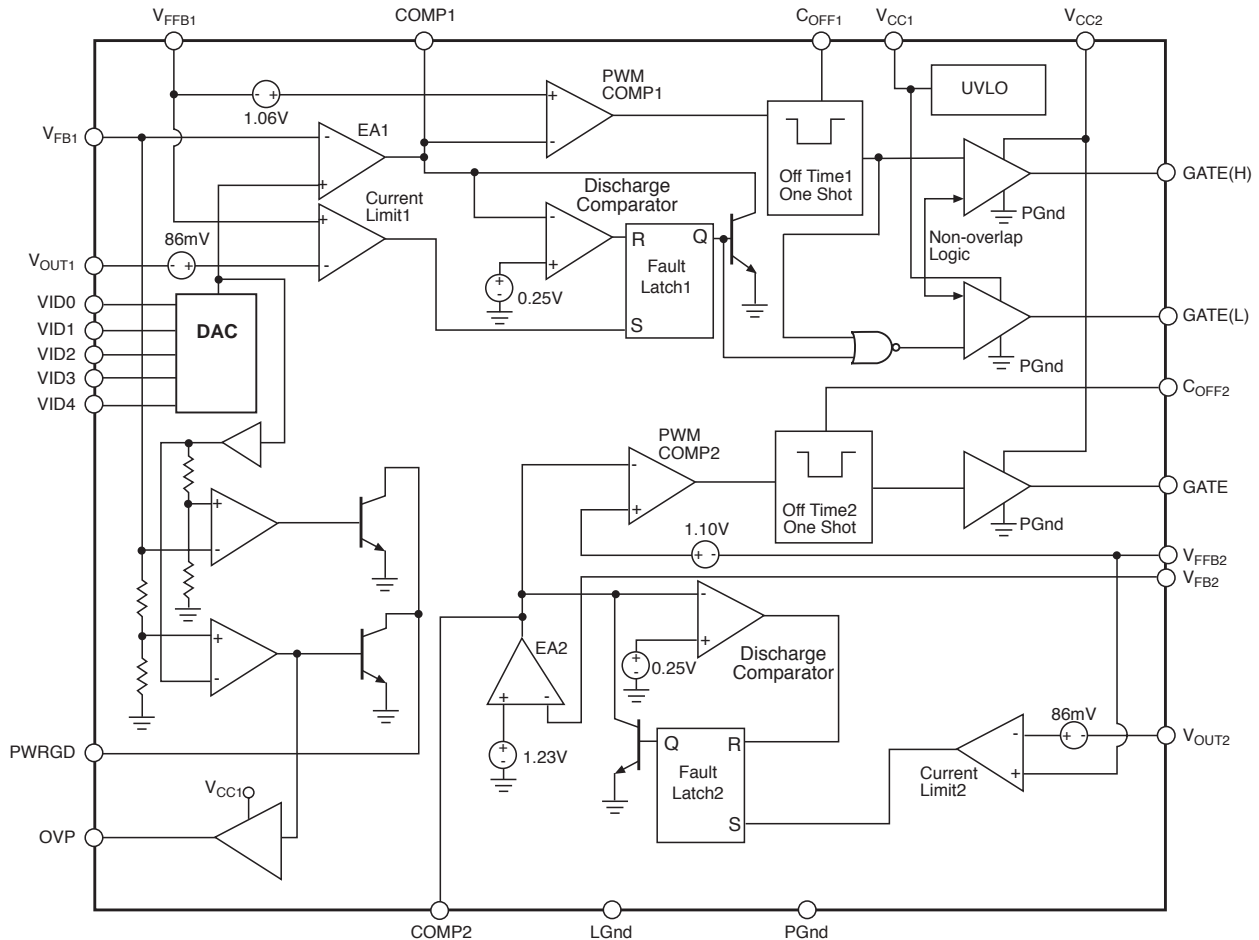 VFFB1
COMP1
COFF1
VCC1
VCC2
PWM
COMP1
UVLO
- +
1.06V
+
-
VFB1
EA1
-
+
Off Time1
One Shot
GATE(H)
PGnd
Current
Limit1
+
-
Discharge
Comparator
-
+
R
Q
Fault
Latch1
S
Non-overlap
Logic
86mV
VOUT1
- +
+
-
0.25V
VID0
VID1
VID2
VID3
VID4
DAC
GATE(L)
PGnd
COFF2
PWM
COMP2
-
+
Off Time2
One Shot
GATE
PGnd
+
-
1.10V
+ -
VFFB2
VFB2
+
-
EA2
+ -
-
+
+
-
0.25V
Discharge
Comparator
+
-
1.23V
Q
R
Fault
Latch2
S
86mV
-
+ -
VOUT2
Current
Limit2
+
PWRGD
VCC1
OVP
COMP2
LGnd
PGnd